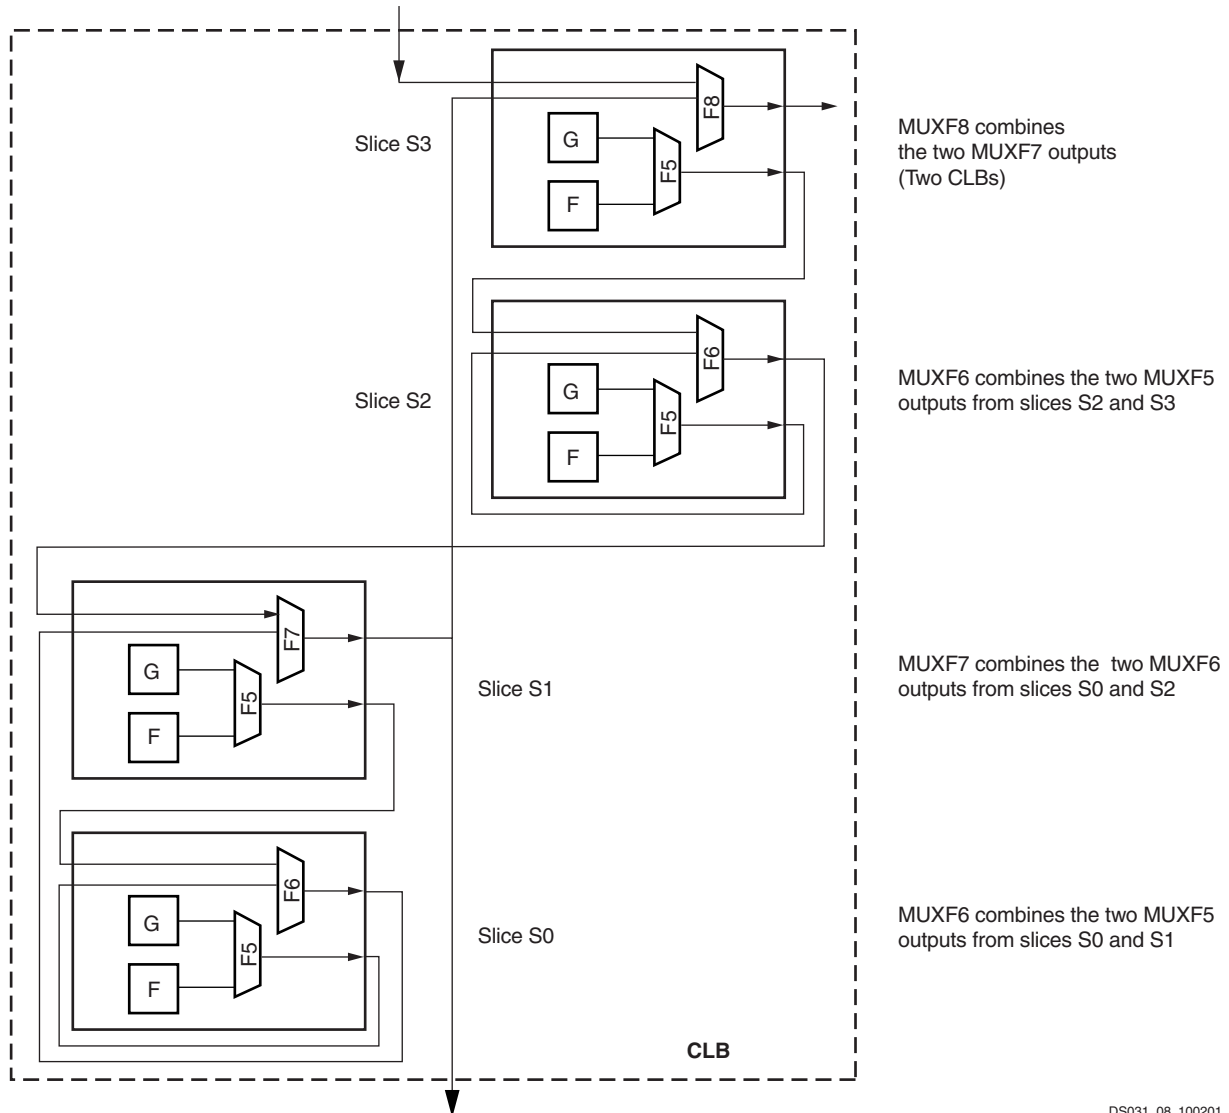 F8
Slice S3
G
F5
F
MUXF8 combines
the two MUXF7 outputs
(Two CLBs)
F6
Slice S2
G
F5
F
MUXF6 combines the two MUXF5
outputs from slices S2 and S3
F7
G
F5
F
Slice S1
MUXF7 combines the two MUXF6
outputs from slices S0 and S2
F6
G
F5
F
Slice S0
MUXF6 combines the two MUXF5
outputs from slices S0 and S1
CLB
DS031_08_100201